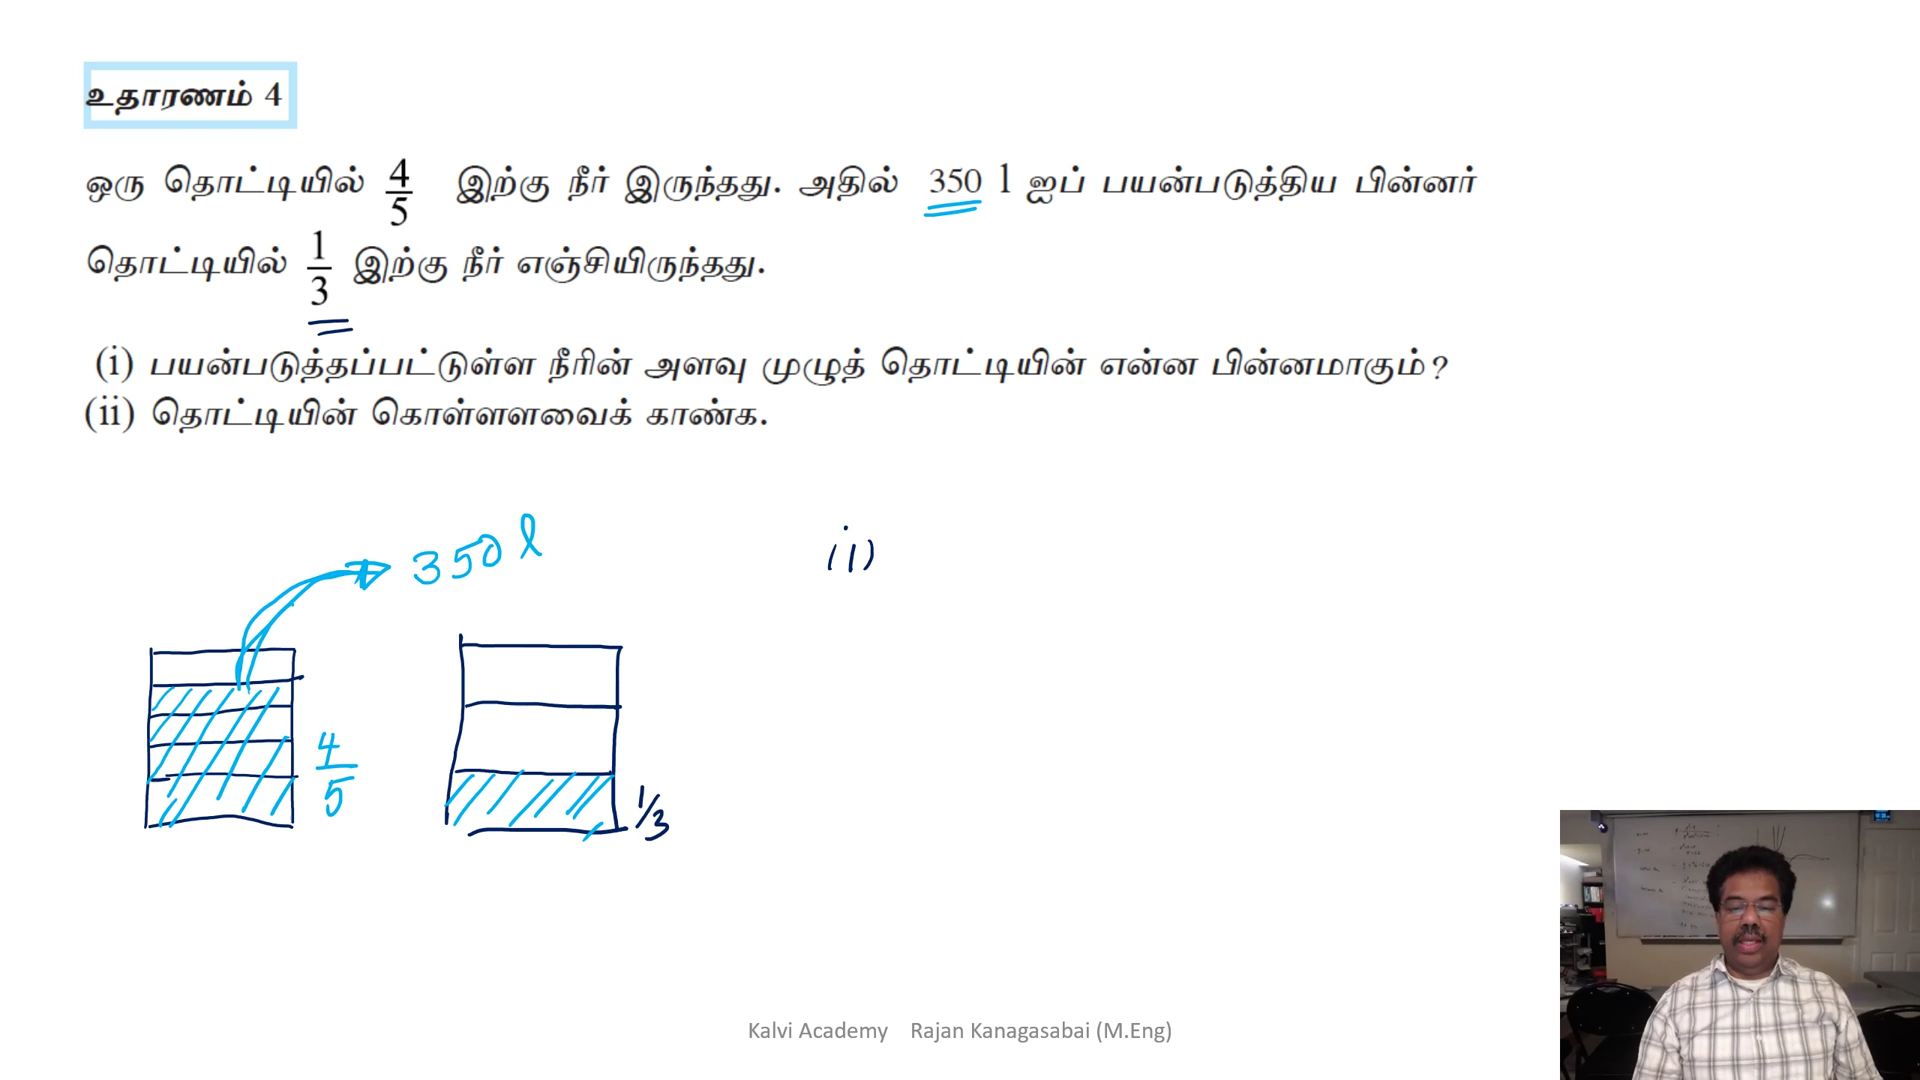 உதாரணம் 4
ஒரு தொட்டியில் 4/5 இற்கு நீர் இருந்தது. அதில் 350 l ஐப் பயன்படுத்திய பின்னர்
தொட்டியில் 1/3 இற்கு நீர் எஞ்சியிருந்தது.
(i) பயன்படுத்தப்பட்டுள்ள நீரின் அளவு முழுத் தொட்டியின் என்ன பின்னமாகும்?
(ii) தொட்டியின் கொள்ளளவைக் காண்க.
350 l
(i)
4/5
1/3
Kalvi Academy Rajan Kanagasabai (M.Eng)